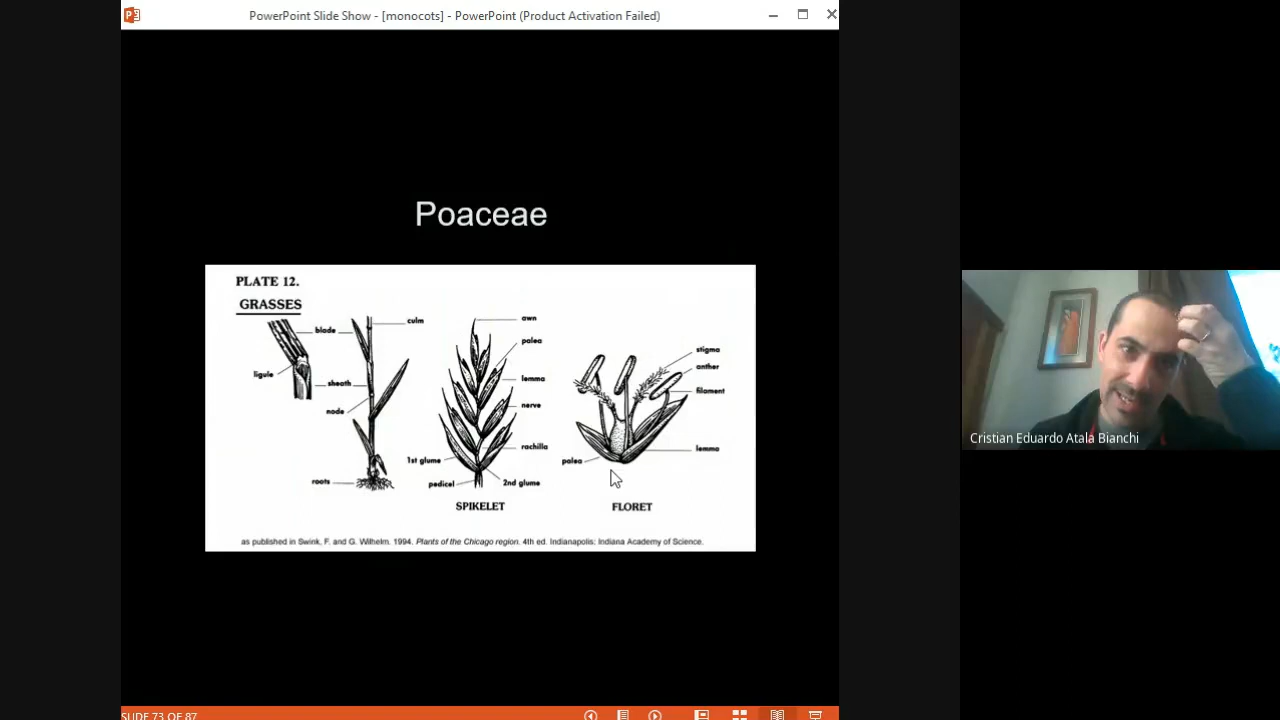 PowerPoint Slide Show - [monocots] - PowerPoint (Product Activation Failed)
Poaceae
PLATE 12.
GRASSES
blade
culm
ligule
sheath
node
roots
awn
palea
lemma
nerve
rachilla
1st glume
pedicel
2nd glume
SPIKELET
stigma
anther
filament
lemma
palea
FLORET
as published in Swink, F. and G. Wilhelm. 1994. Plants of the Chicago region. 4th ed. Indianapolis: Indiana Academy of Science.
Cristian Eduardo Atala Bianchi
SLIDE 73 OF 87